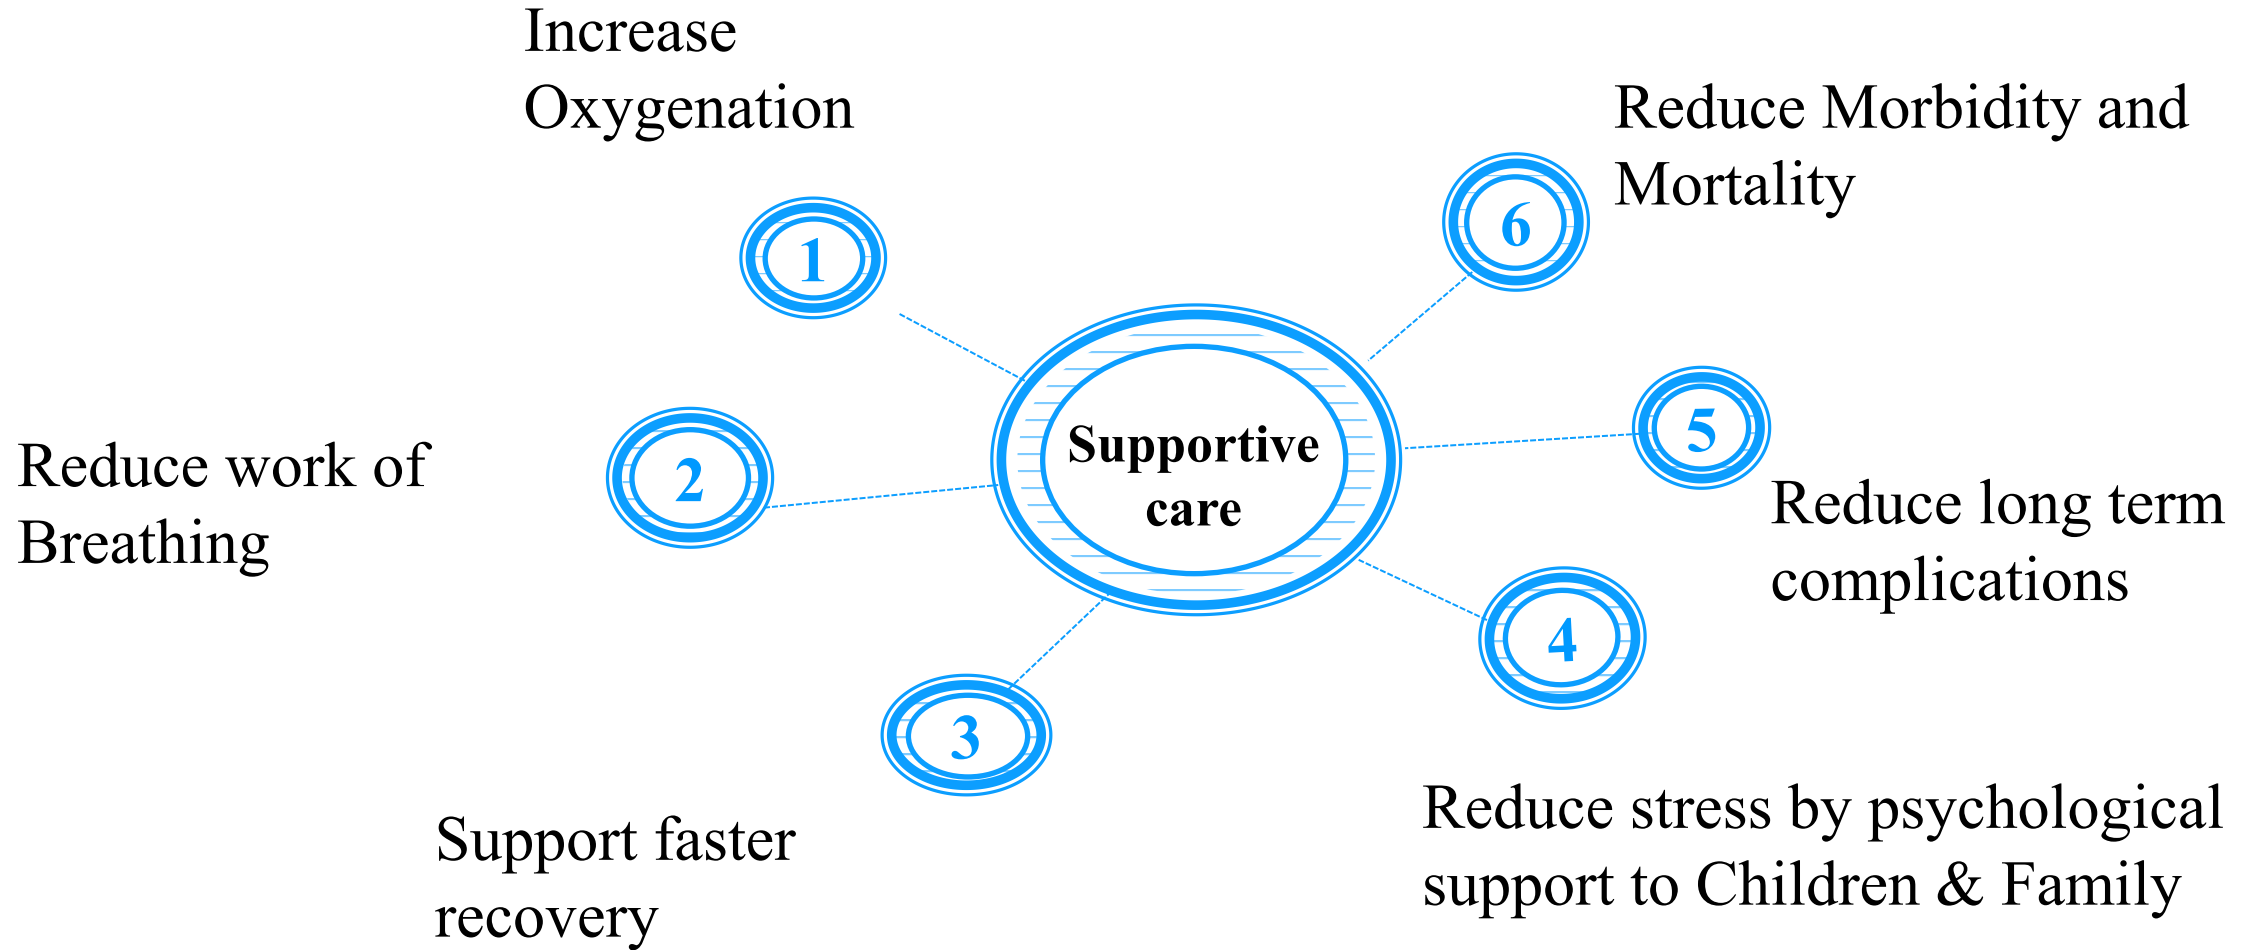 Increase
Oxygenation
1
Reduce work of
Breathing
2
Support faster
recovery
3
Supportive
care
Reduce Morbidity and
Mortality
6
5
Reduce long term
complications
4
Reduce stress by psychological
support to Children & Family